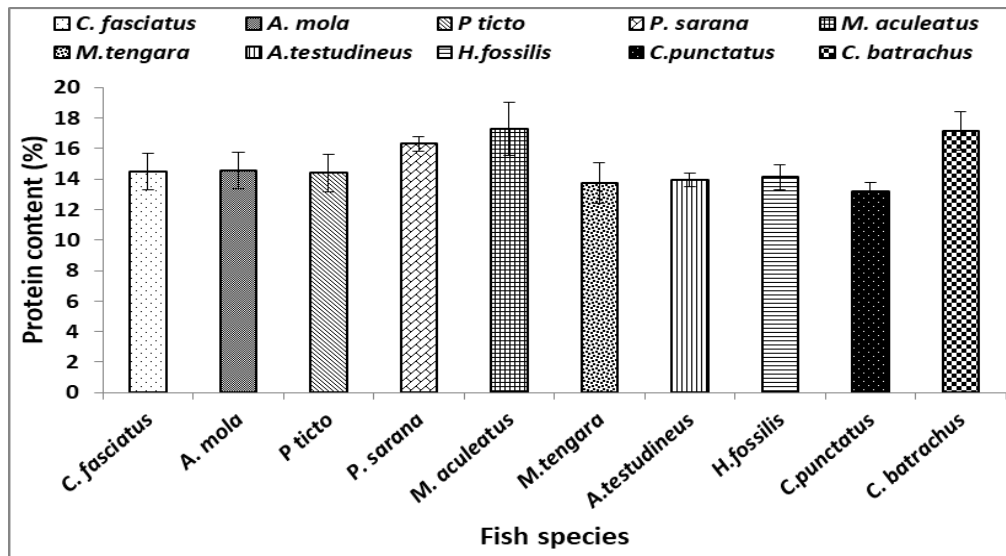 C. fasciatus A. mola P ticto P. sarana M. aculeatus
M.tengara A.testudineus H.fossilis C.punctatus C. batrachus
20
18
16
14
12
10
8
6
4
2
0
Protein content (%)
C. fasciatus
A. mola
P ticto
P. sarana
M. aculeatus
M.tengara
A.testudineus
H.fossilis
C.punctatus
C. batrachus
Fish species